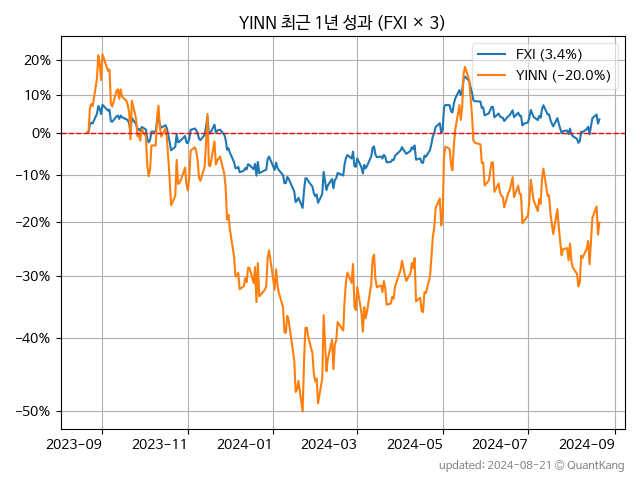 YINN 최근 1년 성과 (FXI × 3)
FXI (3.4%)
YINN (−20.0%)
20%
10%
0%
−10%
−20%
−30%
−40%
−50%
2023-09 2023-11 2024-01 2024-03 2024-05 2024-07 2024-09
updated: 2024-08-21 © QuantKang